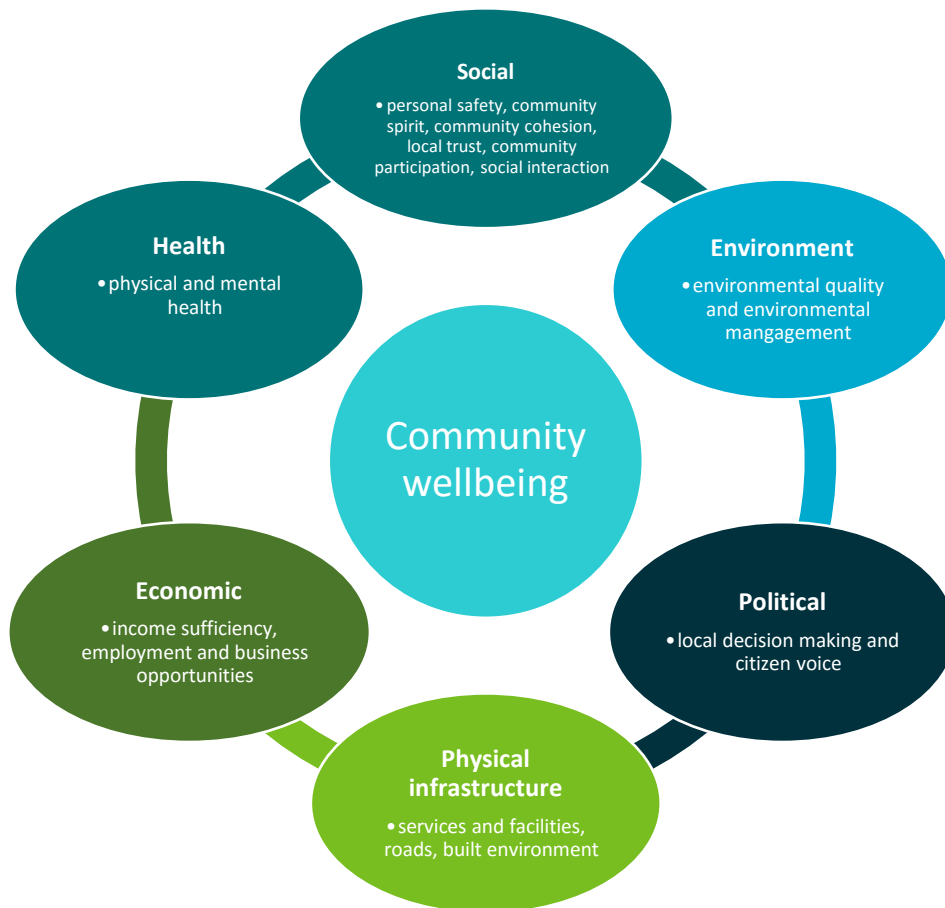 Social
• personal safety, community
spirit, community cohesion,
local trust, community
participation, social interaction
Environment
• environmental quality
and environmental
mangagement
Political
• local decision making and
citizen voice
Physical
infrastructure
• services and facilities,
roads, built environment
Economic
• income sufficiency,
employment and business
opportunities
Health
• physical and mental
health
Community
wellbeing